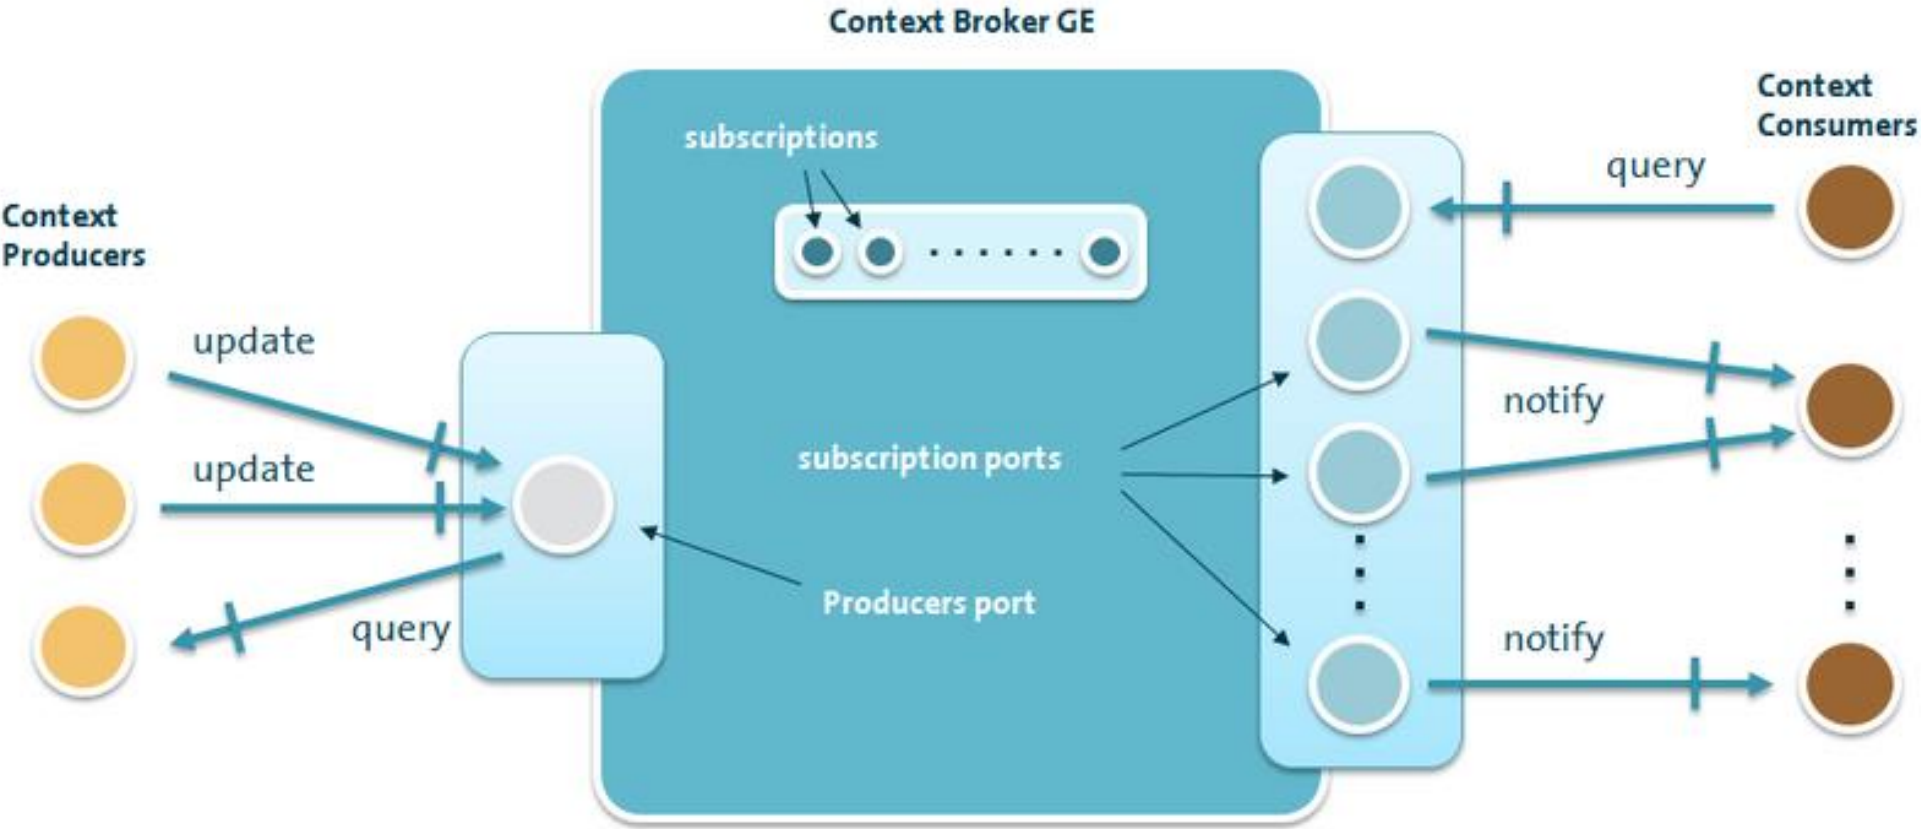 Context Broker GE
Context
Consumers
subscriptions
query
Context
Producers
update
notify
subscription ports
update
Producers port
query
notify